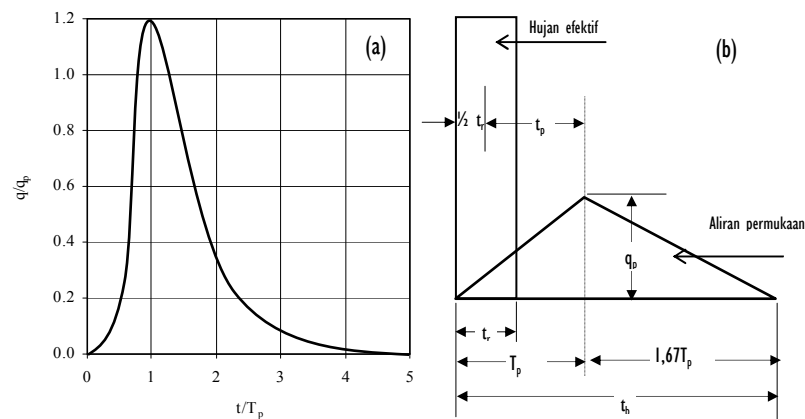 1.2
1.0
0.8
0.6
0.4
0.2
0.0
q/qp
0
1
2
3
4
5
t/Tp
(a)
Hujan efektif
(b)
½ tr
tp
Aliran permukaan
qp
tr
Tp
1,67Tp
th